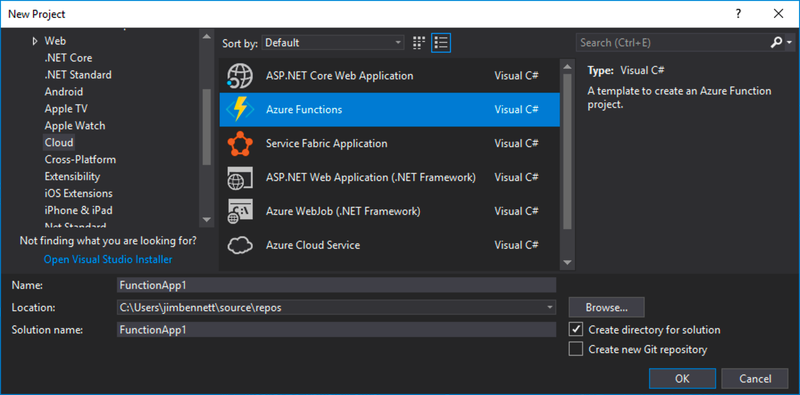 New Project
Web
.NET Core
.NET Standard
Android
Apple TV
Apple Watch
Cloud
Cross-Platform
Extensibility
iOS Extensions
iPhone & iPad
Not finding what you are looking for?
Open Visual Studio Installer
Sort by: Default
ASP.NET Core Web Application Visual C#
Azure Functions Visual C#
Service Fabric Application Visual C#
ASP.NET Web Application (.NET Framework) Visual C#
Azure WebJob (.NET Framework) Visual C#
Azure Cloud Service Visual C#
Search (Ctrl+E)
Type: Visual C#
A template to create an Azure Function
project.
Name: FunctionApp1
Location: C:\Users\jimbennett\source\repos
Browse...
Solution name: FunctionApp1
Create directory for solution
Create new Git repository
OK Cancel